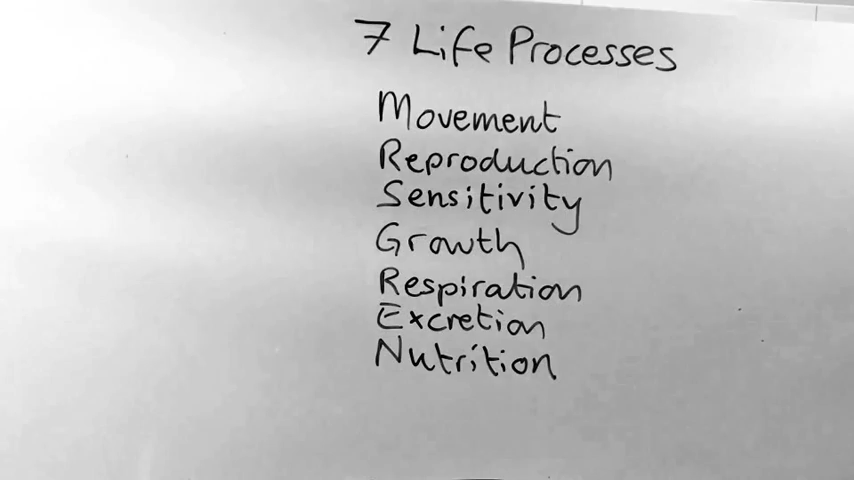 7 Life Processes
Movement
Reproduction
Sensitivity
Growth
Respiration
Excretion
Nutrition